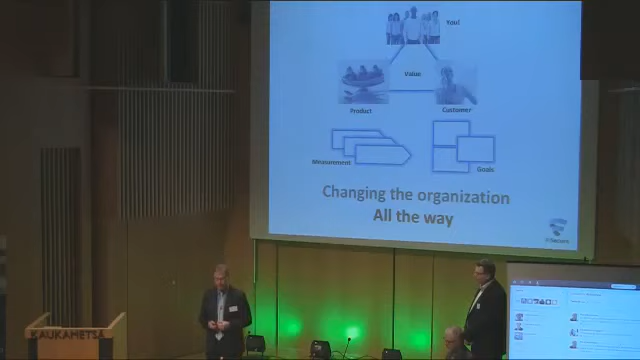 You!
Value
Product
Customer
Measurement
Goals
Changing the organization
All the way
F-Secure
KAUKAMETSÄ